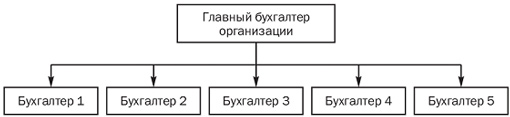 Главный бухгалтер
организации
Бухгалтер 1
Бухгалтер 2
Бухгалтер 3
Бухгалтер 4
Бухгалтер 5